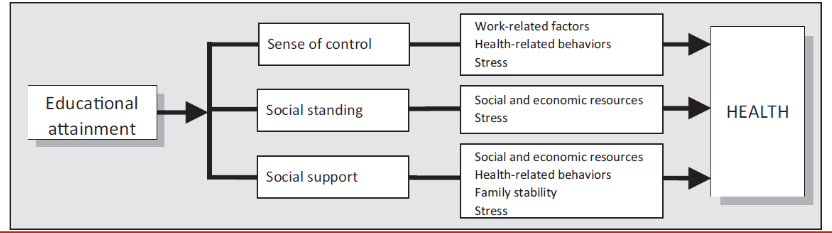 Educational
attainment
Sense of control
Work-related factors
Health-related behaviors
Stress
Social standing
Social and economic resources
Stress
Social support
Social and economic resources
Health-related behaviors
Family stability
Stress
HEALTH